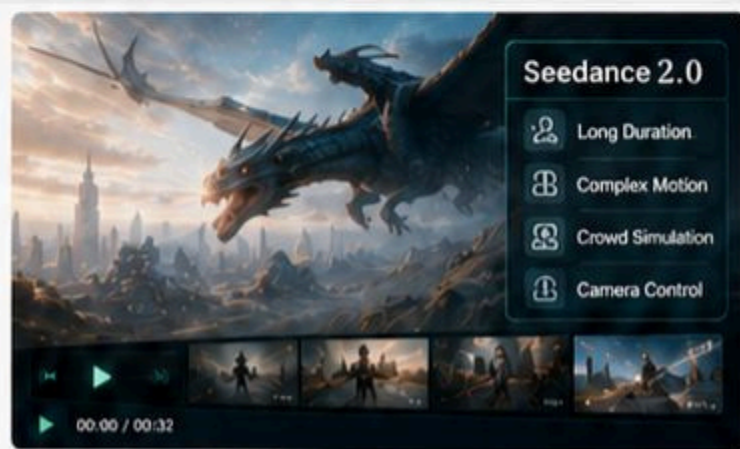 Seedance 2.0
Long Duration
Complex Motion
Crowd Simulation
Camera Control
00:00 / 00:32